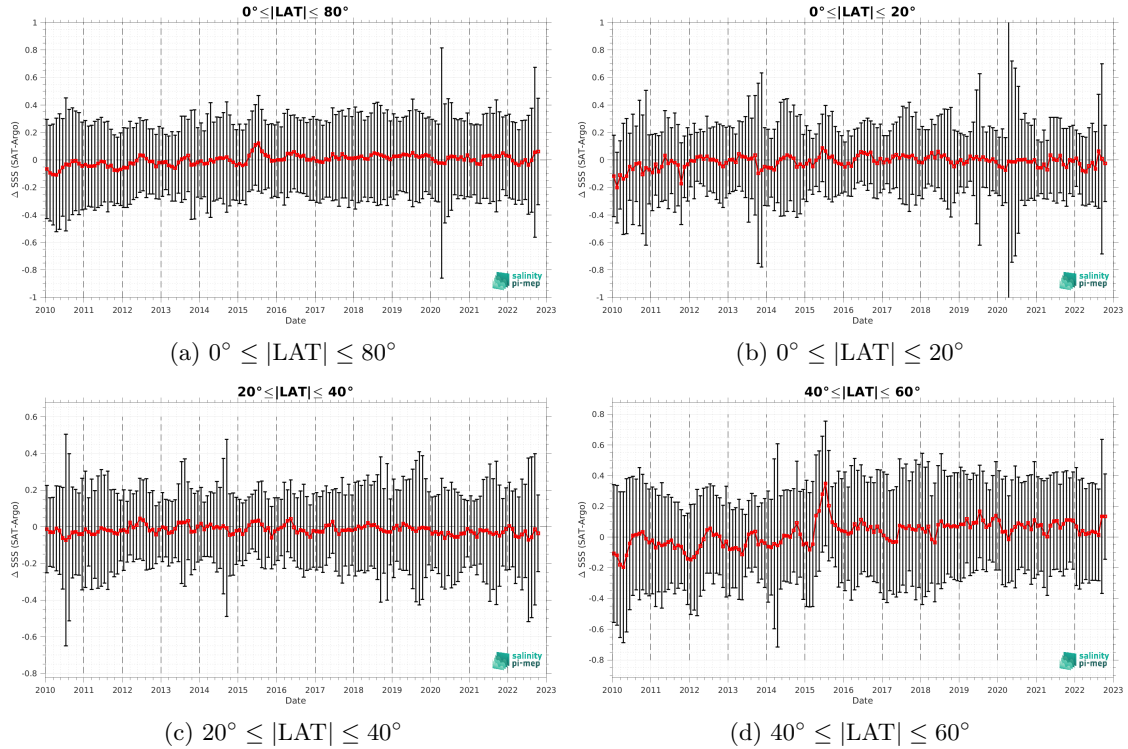 0°≤|LAT|≤ 80°
1
0.8
0.6
0.4
0.2
0
-0.2
-0.4
-0.6
-0.8
-1
Δ SSS (SAT-Argo)
salinity
pi-mep
2010 2011 2012 2013 2014 2015 2016 2017 2018 2019 2020 2021 2022 2023
Date
(a) 0° ≤ |LAT| ≤ 80°
0°≤|LAT|≤ 20°
1
0.8
0.6
0.4
0.2
0
-0.2
-0.4
-0.6
-0.8
-1
Δ SSS (SAT-Argo)
salinity
pi-mep
2010 2011 2012 2013 2014 2015 2016 2017 2018 2019 2020 2021 2022 2023
Date
(b) 0° ≤ |LAT| ≤ 20°
20°≤|LAT|≤ 40°
0.6
0.4
0.2
0
-0.2
-0.4
-0.6
-0.8
Δ SSS (SAT-Argo)
salinity
pi-mep
2010 2011 2012 2013 2014 2015 2016 2017 2018 2019 2020 2021 2022 2023
Date
(c) 20° ≤ |LAT| ≤ 40°
40°≤|LAT|≤ 60°
0.8
0.6
0.4
0.2
0
-0.2
-0.4
-0.6
-0.8
Δ SSS (SAT-Argo)
salinity
pi-mep
2010 2011 2012 2013 2014 2015 2016 2017 2018 2019 2020 2021 2022 2023
Date
(d) 40° ≤ |LAT| ≤ 60°